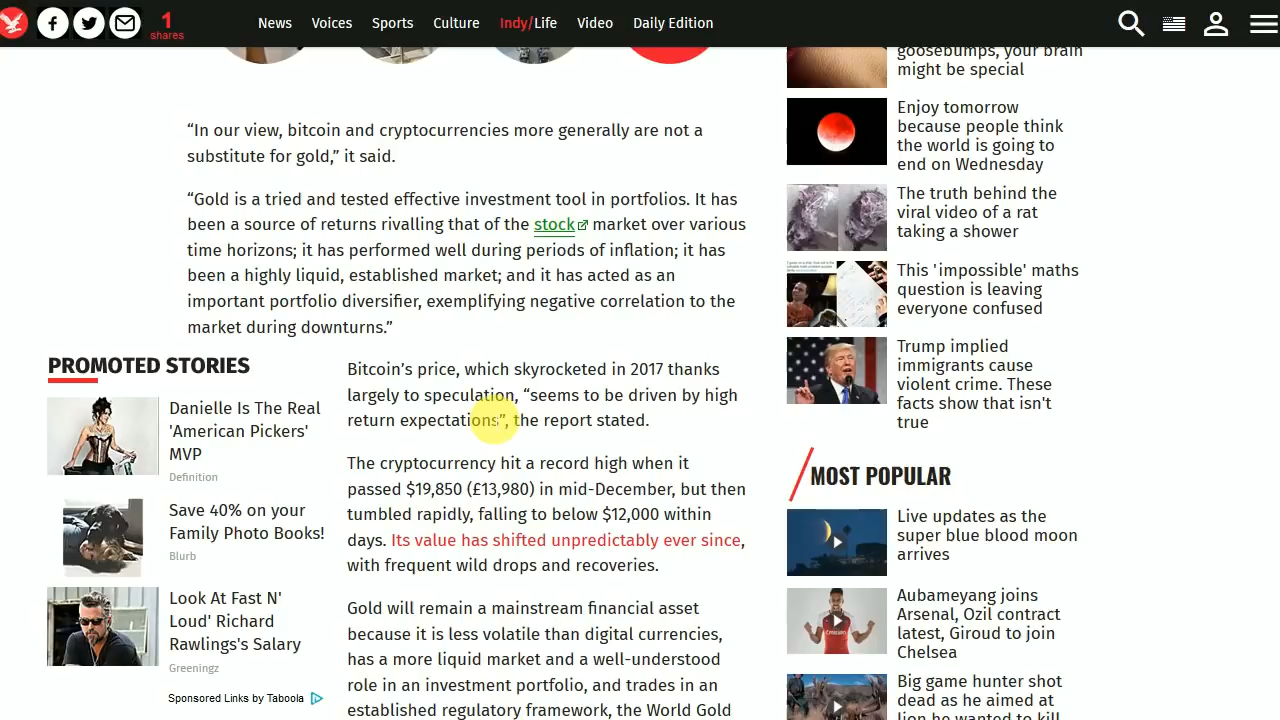 1
shares
News
Voices
Sports
Culture
Indy/Life
Video
Daily Edition
“In our view, bitcoin and cryptocurrencies more generally are not a
substitute for gold,” it said.
“Gold is a tried and tested effective investment tool in portfolios. It has
been a source of returns rivalling that of the stock market over various
time horizons; it has performed well during periods of inflation; it has
been a highly liquid, established market; and it has acted as an
important portfolio diversifier, exemplifying negative correlation to the
market during downturns.”
PROMOTED STORIES
Danielle Is The Real
'American Pickers'
MVP
Definition
Save 40% on your
Family Photo Books!
Blurb
Look At Fast N'
Loud' Richard
Rawlings's Salary
Greeningz
Sponsored Links by Taboola
Bitcoin’s price, which skyrocketed in 2017 thanks
largely to speculation, “seems to be driven by high
return expectations”, the report stated.
The cryptocurrency hit a record high when it
passed $19,850 (£13,980) in mid-December, but then
tumbled rapidly, falling to below $12,000 within
days. Its value has shifted unpredictably ever since,
with frequent wild drops and recoveries.
Gold will remain a mainstream financial asset
because it is less volatile than digital currencies,
has a more liquid market and a well-understood
role in an investment portfolio, and trades in an
established regulatory framework, the World Gold
goosebumps, your brain
might be special
Enjoy tomorrow
because people think
the world is going to
end on Wednesday
The truth behind the
viral video of a rat
taking a shower
This 'impossible' maths
question is leaving
everyone confused
Trump implied
immigrants cause
violent crime. These
facts show that isn't
true
MOST POPULAR
Live updates as the
super blue blood moon
arrives
Aubameyang joins
Arsenal, Ozil contract
latest, Giroud to join
Chelsea
Big game hunter shot
dead as he aimed at
lion he wanted to kill